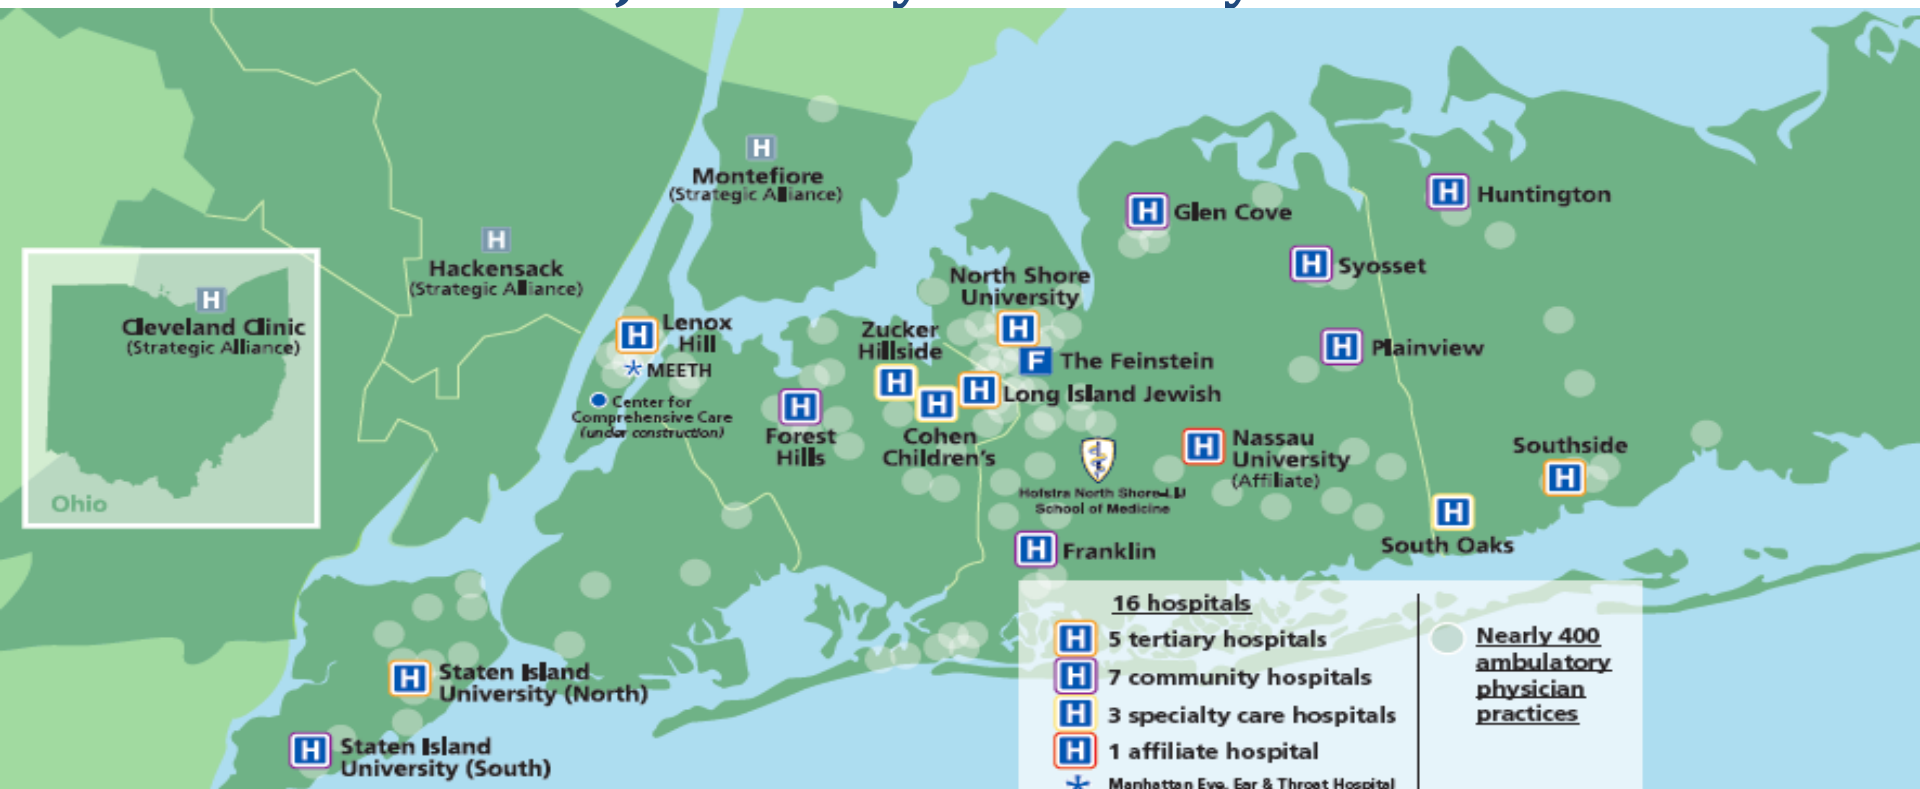 Montefiore
(Strategic Alliance)
Hackensack
(Strategic Alliance)
Cleveland Clinic
(Strategic Alliance)
Ohio
Lenox
Hill
MEETH
Center for
Comprehensive Care
(under construction)
Forest
Hills
Zucker
Hillside
Cohen
Children's
North Shore
University
The Feinstein
Long Island Jewish
Glen Cove
Huntington
Syosset
Plainview
Nassau
University
(Affiliate)
Hofstra North Shore-LIJ
School of Medicine
Southside
South Oaks
Franklin
Staten Island
University (North)
Staten Island
University (South)
16 hospitals
H 5 tertiary hospitals
H 7 community hospitals
H 3 specialty care hospitals
H 1 affiliate hospital
Manhattan Eye, Ear & Throat Hospital
Nearly 400
ambulatory
physician
practices